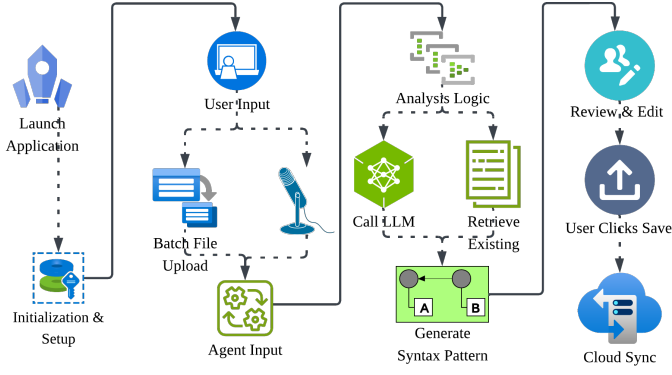 Launch
Application
Initialization &
Setup
User Input
Batch File
Upload
Agent Input
Analysis Logic
Call LLM
Retrieve
Existing
A
B
Generate
Syntax Pattern
Review & Edit
User Clicks Save
Cloud Sync